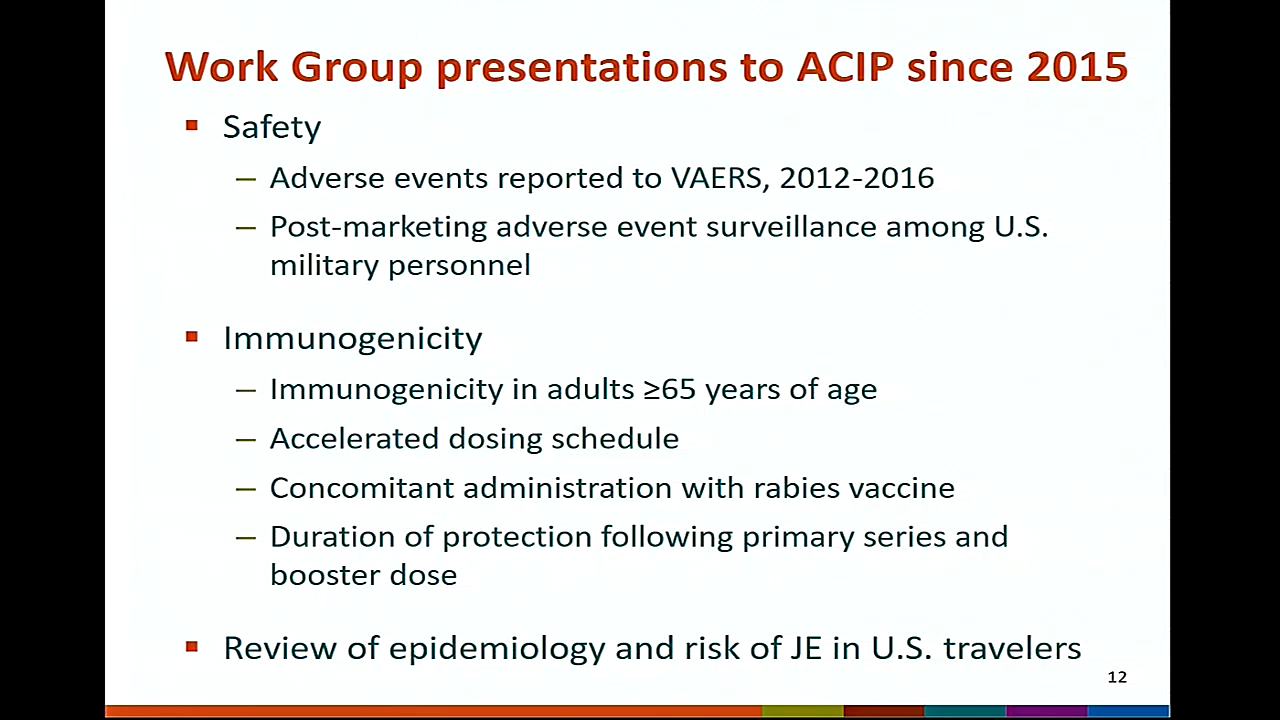 Work Group presentations to ACIP since 2015
▪ Safety
– Adverse events reported to VAERS, 2012-2016
– Post-marketing adverse event surveillance among U.S.
military personnel
▪ Immunogenicity
– Immunogenicity in adults ≥65 years of age
– Accelerated dosing schedule
– Concomitant administration with rabies vaccine
– Duration of protection following primary series and
booster dose
▪ Review of epidemiology and risk of JE in U.S. travelers
12